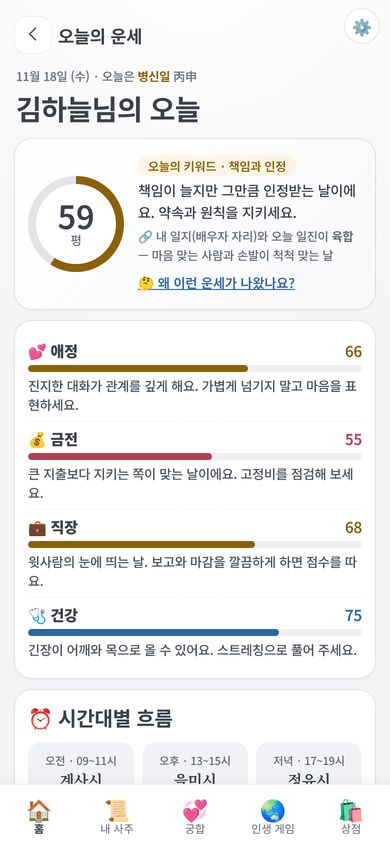 오늘의 운세
11월 18일 (수) · 오늘은 병신일 丙申
김하늘님의 오늘
59
평
오늘의 키워드 · 책임과 인정
책임이 늘지만 그만큼 인정받는 날이에
요. 약속과 원칙을 지키세요.
🔗 내 일지(배우자 자리)와 오늘 일진이 육합
— 마음 맞는 사람과 손발이 척척 맞는 날
🤔 왜 이런 운세가 나왔나요?
💕 애정 66
진지한 대화가 관계를 깊게 해요. 가볍게 넘기지 말고 마음을 표
현하세요.
💰 금전 55
큰 지출보다 지키는 쪽이 맞는 날이에요. 고정비를 점검해 보세
요.
💼 직장 68
윗사람의 눈에 띄는 날. 보고와 마감을 깔끔하게 하면 점수를 따
요.
🩺 건강 75
긴장이 어깨와 목으로 올 수 있어요. 스트레칭으로 풀어 주세요.
⏰ 시간대별 흐름
오전 · 09~11시 오후 · 13~15시 저녁 · 17~19시
계사시 을미시 정유시
홈 내 사주 궁합 인생 게임 상점